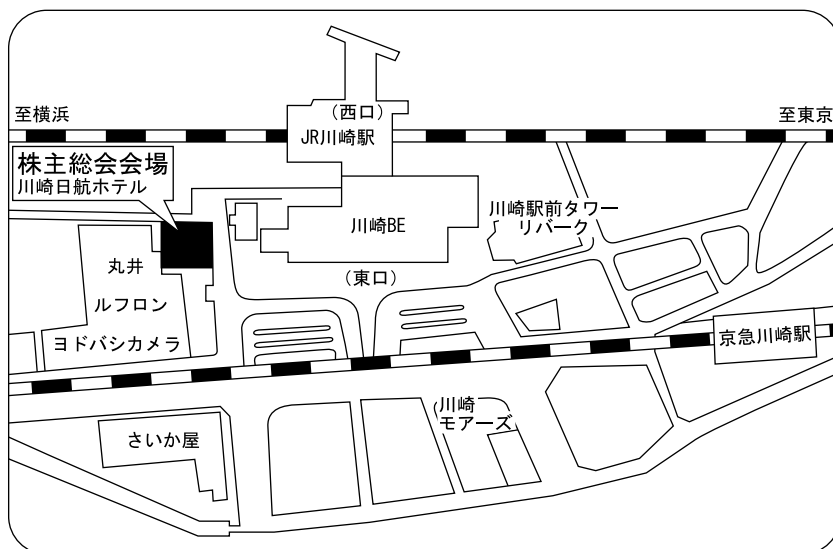 (西口)
至横浜
至東京
JR川崎駅
株主総会会場
川崎日航ホテル
川崎駅前タワー
リバーク
川崎BE
丸井
(東口)
ルフロン
ヨドバシカメラ
京急川崎駅
川崎
モアーズ
さいか屋